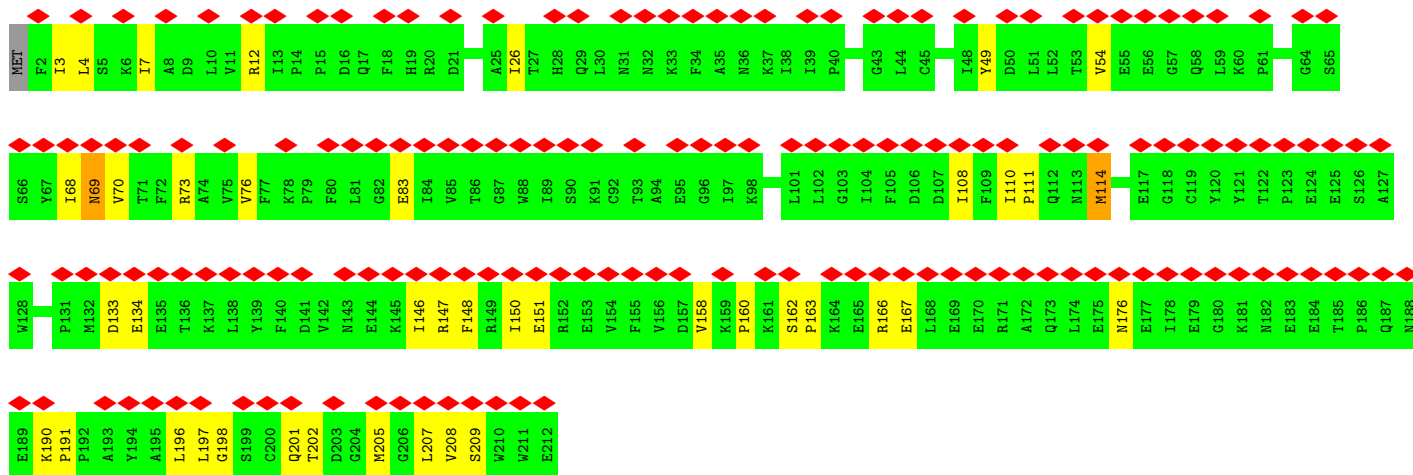 MET F2 I3 L4 S5 K6 I7 A8 D9 L10 V11 R12 I13 P14 P15 D16 Q17 F18 H19 R20 D21 A25 I26 T27 H28 Q29 L30 N31 N32 K33 F34 A35 N36 K37 I38 I39 P40 G43 L44 C45 I48 Y49 D50 L51 L52 T53 V54 E55 E56 G57 Q58 L59 K60 P61 G64 S65
S66 Y67 I68 N69 V70 T71 F72 R73 A74 V75 V76 F77 K78 P79 F80 L81 G82 E83 I84 V85 T86 G87 W88 I89 S90 K91 C92 T93 A94 E95 G96 I97 K98 L101 L102 G103 I104 F105 D106 D107 I108 F109 I110 P111 Q112 N113 M114 E117 G118 C119 Y120 Y121 T122 P123 E124 E125 S126 A127
W128 P131 M132 D133 E134 E135 T136 K137 L138 Y139 F140 D141 V142 N143 E144 K145 I146 R147 F148 R149 I150 E151 R152 E153 V154 F155 V156 D157 V158 K159 P160 K161 S162 P163 K164 E165 R166 E167 L168 E169 E170 R171 A172 Q173 L174 E175 N176 E177 I178 E179 G180 K181 N182 E183 E184 T185 P186 Q187 N188
E189 K190 P191 P192 A193 Y194 A195 L196 L197 G198 S199 C200 Q201 T202 D203 G204 M205 G206 L207 V208 S209 W210 W211 E212